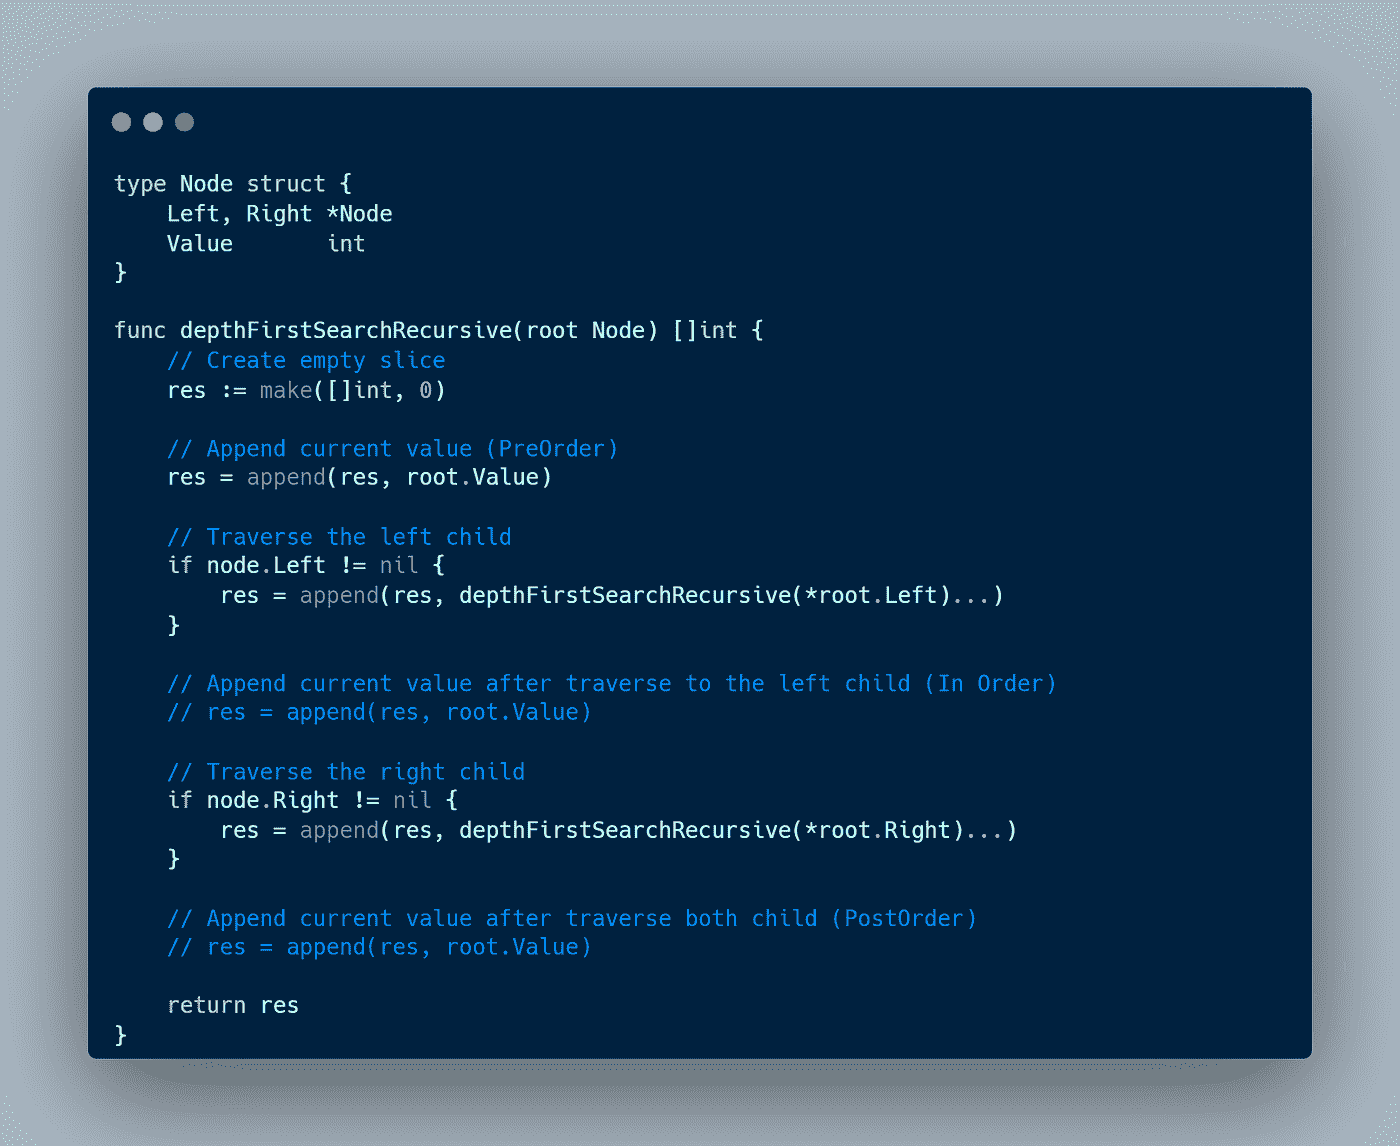 type Node struct {
    Left, Right *Node
    Value       int
}

func depthFirstSearchRecursive(root Node) []int {
    // Create empty slice
    res := make([]int, 0)

    // Append current value (PreOrder)
    res = append(res, root.Value)

    // Traverse the left child
    if node.Left != nil {
        res = append(res, depthFirstSearchRecursive(*root.Left)...)
    }

    // Append current value after traverse to the left child (In Order)
    // res = append(res, root.Value)

    // Traverse the right child
    if node.Right != nil {
        res = append(res, depthFirstSearchRecursive(*root.Right)...)
    }

    // Append current value after traverse both child (PostOrder)
    // res = append(res, root.Value)

    return res
}